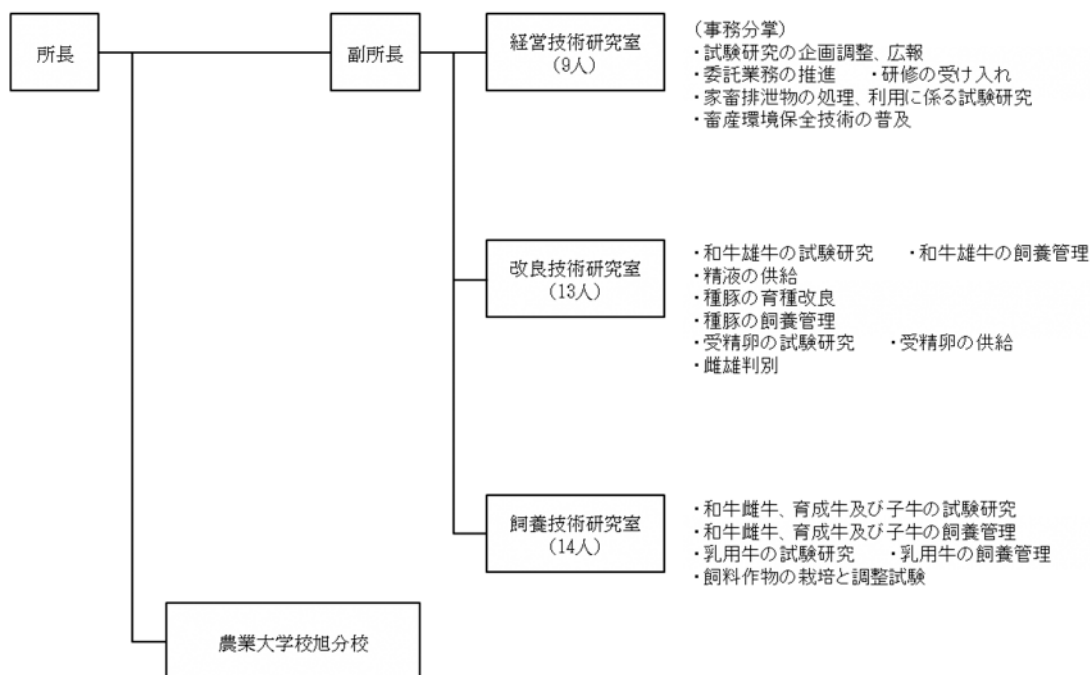 所長
副所長
経営技術研究室
(9人)
(事務分掌)
・試験研究の企画調整、広報
・委託業務の推進　・研修の受け入れ
・家畜排泄物の処理、利用に係る試験研究
・畜産環境保全技術の普及
改良技術研究室
(13人)
・和牛雄牛の試験研究　・和牛雄牛の飼養管理
・精液の供給
・種豚の育種改良
・種豚の飼養管理
・受精卵の試験研究　・受精卵の供給
・雌雄判別
飼養技術研究室
(14人)
・和牛雌牛、育成牛及び子牛の試験研究
・和牛雌牛、育成牛及び子牛の飼養管理
・乳用牛の試験研究　・乳用牛の飼養管理
・飼料作物の栽培と調整試験
農業大学校旭分校